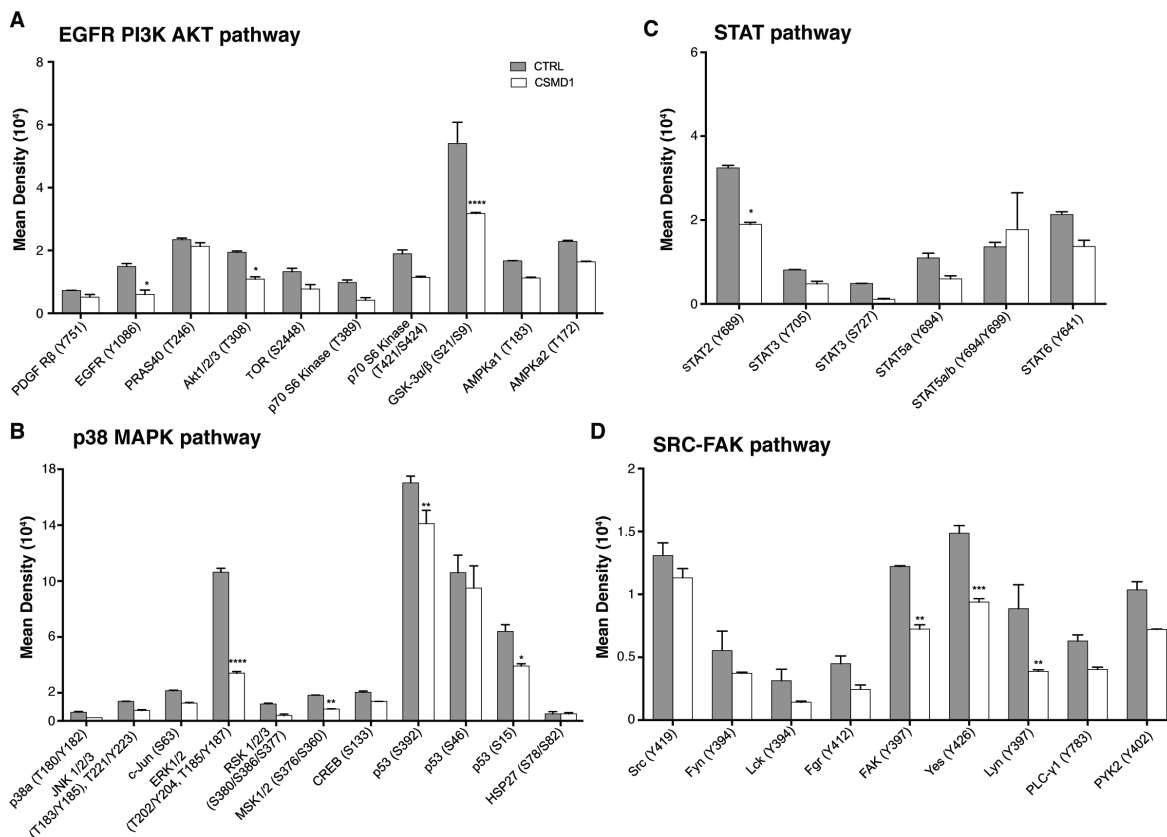 A
EGFR PI3K AKT pathway
Mean Density (10⁴)
8
6
4
2
0
CTRL
CSMD1
*
*
****
PDGF Rβ (Y751)
EGFR (Y1086)
PRAS40 (T246)
Akt1/2/3 (T308)
TOR (S2448)
p70 S6 Kinase (T389)
p70 S6 Kinase
(T421/S424)
GSK-3α/β (S21/S9)
AMPKa1 (T183)
AMPKa2 (T172)
C
STAT pathway
Mean Density (10⁴)
6
4
2
0
*
STAT2 (Y689)
STAT3 (Y705)
STAT3 (S727)
STAT5a (Y694)
STAT5a/b (Y694/Y699)
STAT6 (Y641)
B
p38 MAPK pathway
Mean Density (10⁴)
18
14
10
6
2
0
****
**
**
*
p38a (T180/Y182)
JNK 1/2/3
(T183/Y185), T221/Y223)
c-Jun (S63)
ERK1/2
(T202/Y204, T185/Y187)
RSK 1/2/3
(S380/S386/S377)
MSK1/2 (S376/S360)
CREB (S133)
p53 (S392)
p53 (S46)
p53 (S15)
HSP27 (S78/S82)
D
SRC-FAK pathway
Mean Density (10⁴)
2
1.5
1
0.5
0
**
***
**
Src (Y419)
Fyn (Y394)
Lck (Y394)
Fgr (Y412)
FAK (Y397)
Yes (Y426)
Lyn (Y397)
PLC-γ1 (Y783)
PYK2 (Y402)